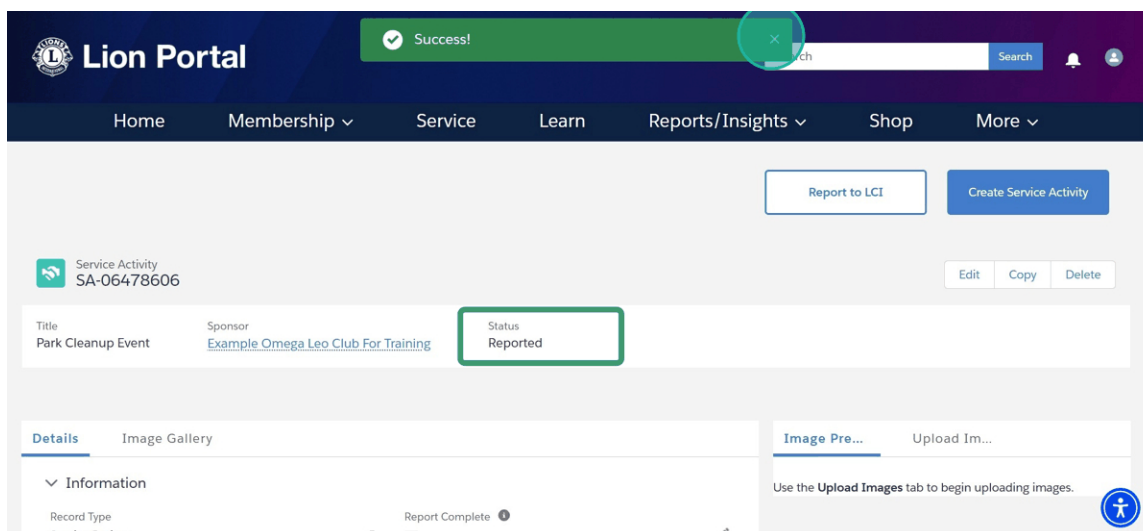 Success!
Lion Portal
Search
Home Membership Service Learn Reports/Insights Shop More
Report to LCI Create Service Activity
Service Activity
SA-06478606
Edit Copy Delete
Title Sponsor Status
Park Cleanup Event Example Omega Leo Club For Training Reported
Details Image Gallery Image Pre... Upload Im...
Information
Use the Upload Images tab to begin uploading images.
Record Type Report Complete